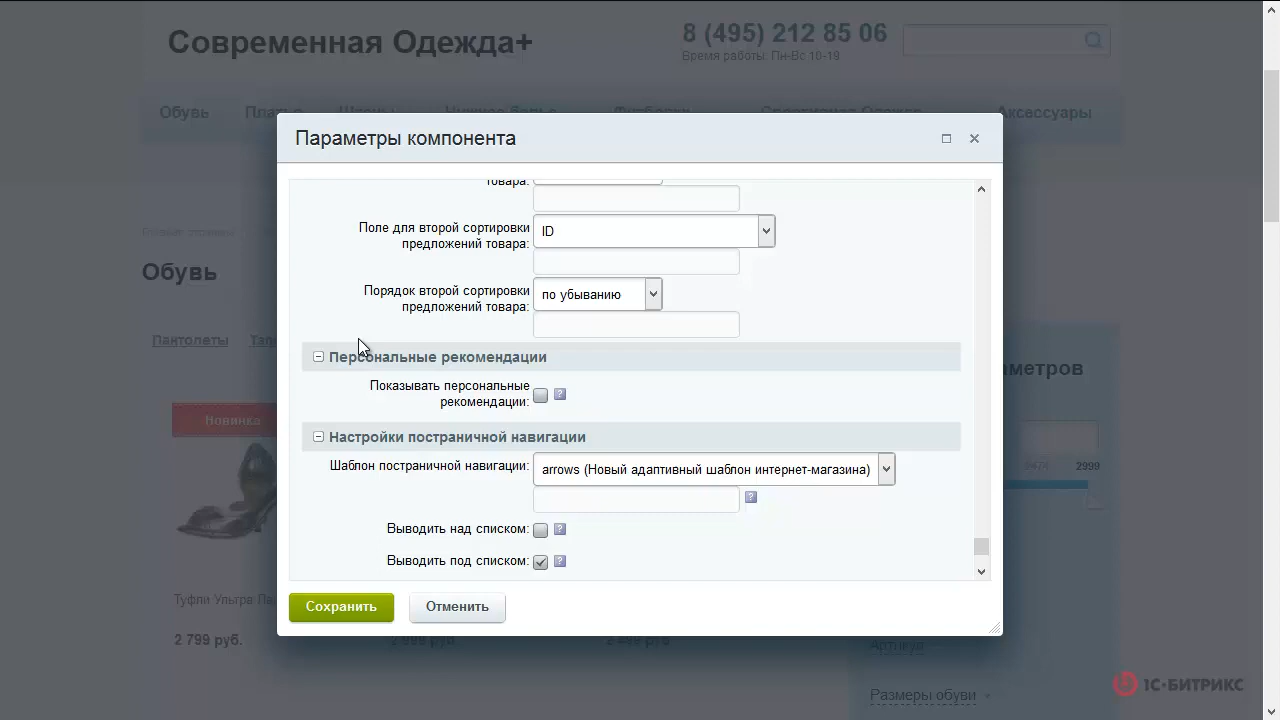 Современная Одежда+
8 (495) 212 85 06
Время работы: Пн-Вс 10-19
Обувь
Аксессуары
Параметры компонента
товара:
Обувь
Поле для второй сортировки
предложений товара:
ID
Порядок второй сортировки
предложений товара:
по убыванию
Пантолеты
Персональные рекомендации
Показывать персональные
рекомендации:
Новинка
Настройки постраничной навигации
Шаблон постраничной навигации:
arrows (Новый адаптивный шаблон интернет-магазина)
2999
Выводить над списком:
Выводить под списком:
Сохранить
Отменить
2 799 руб.
Артикул
Размеры обуви
1С-БИТРИКС